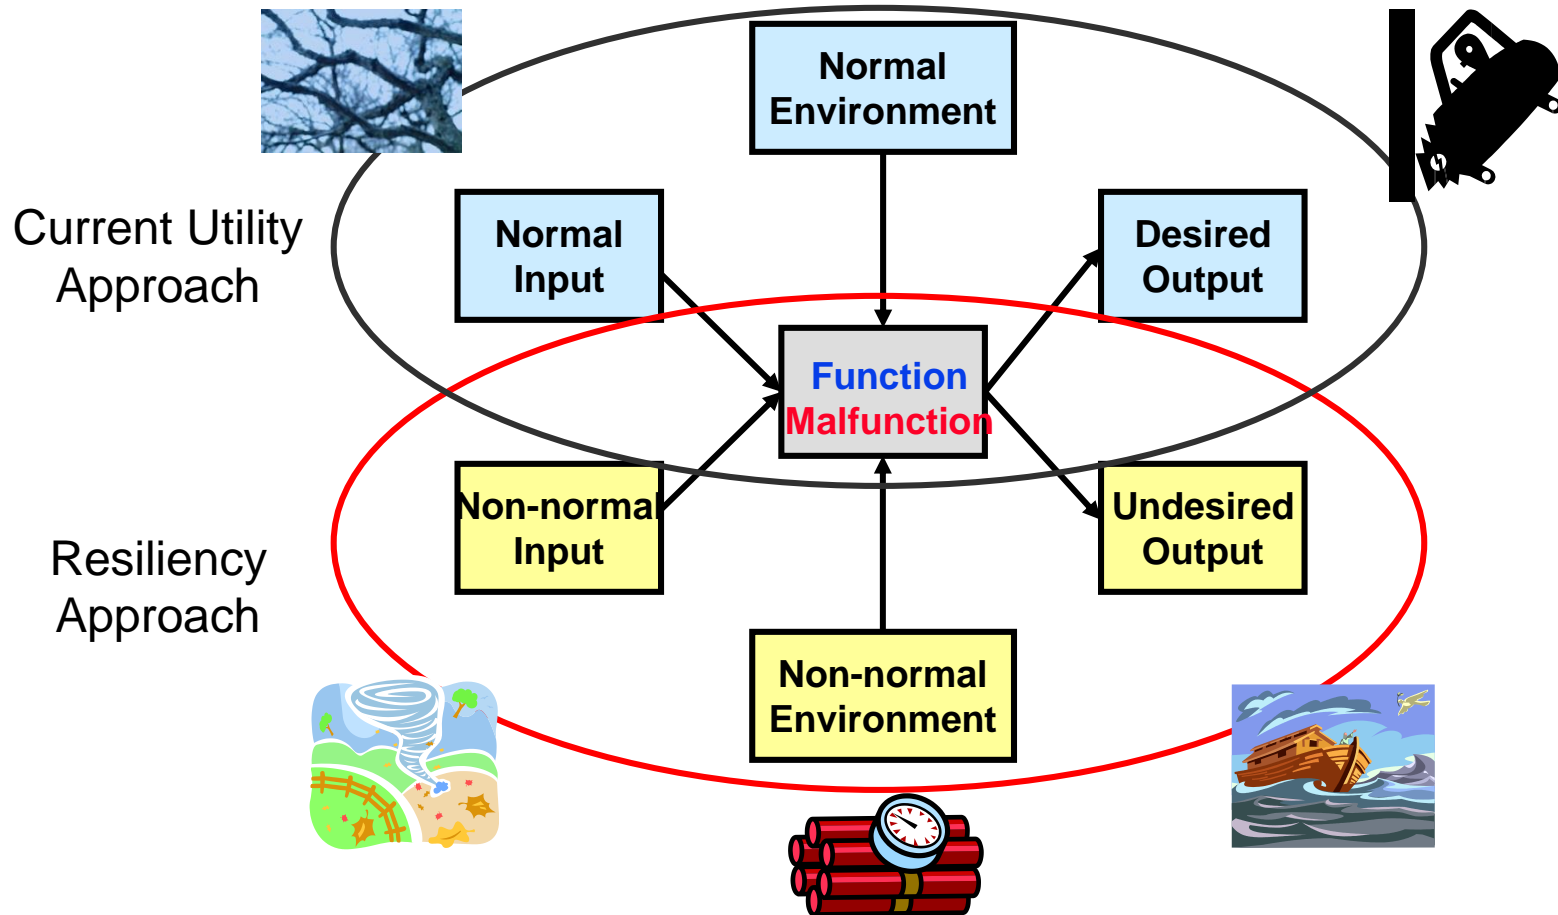 Normal
Environment
Current Utility
Approach
Normal
Input
Desired
Output
Function
Malfunction
Resiliency
Approach
Non-normal
Input
Undesired
Output
Non-normal
Environment